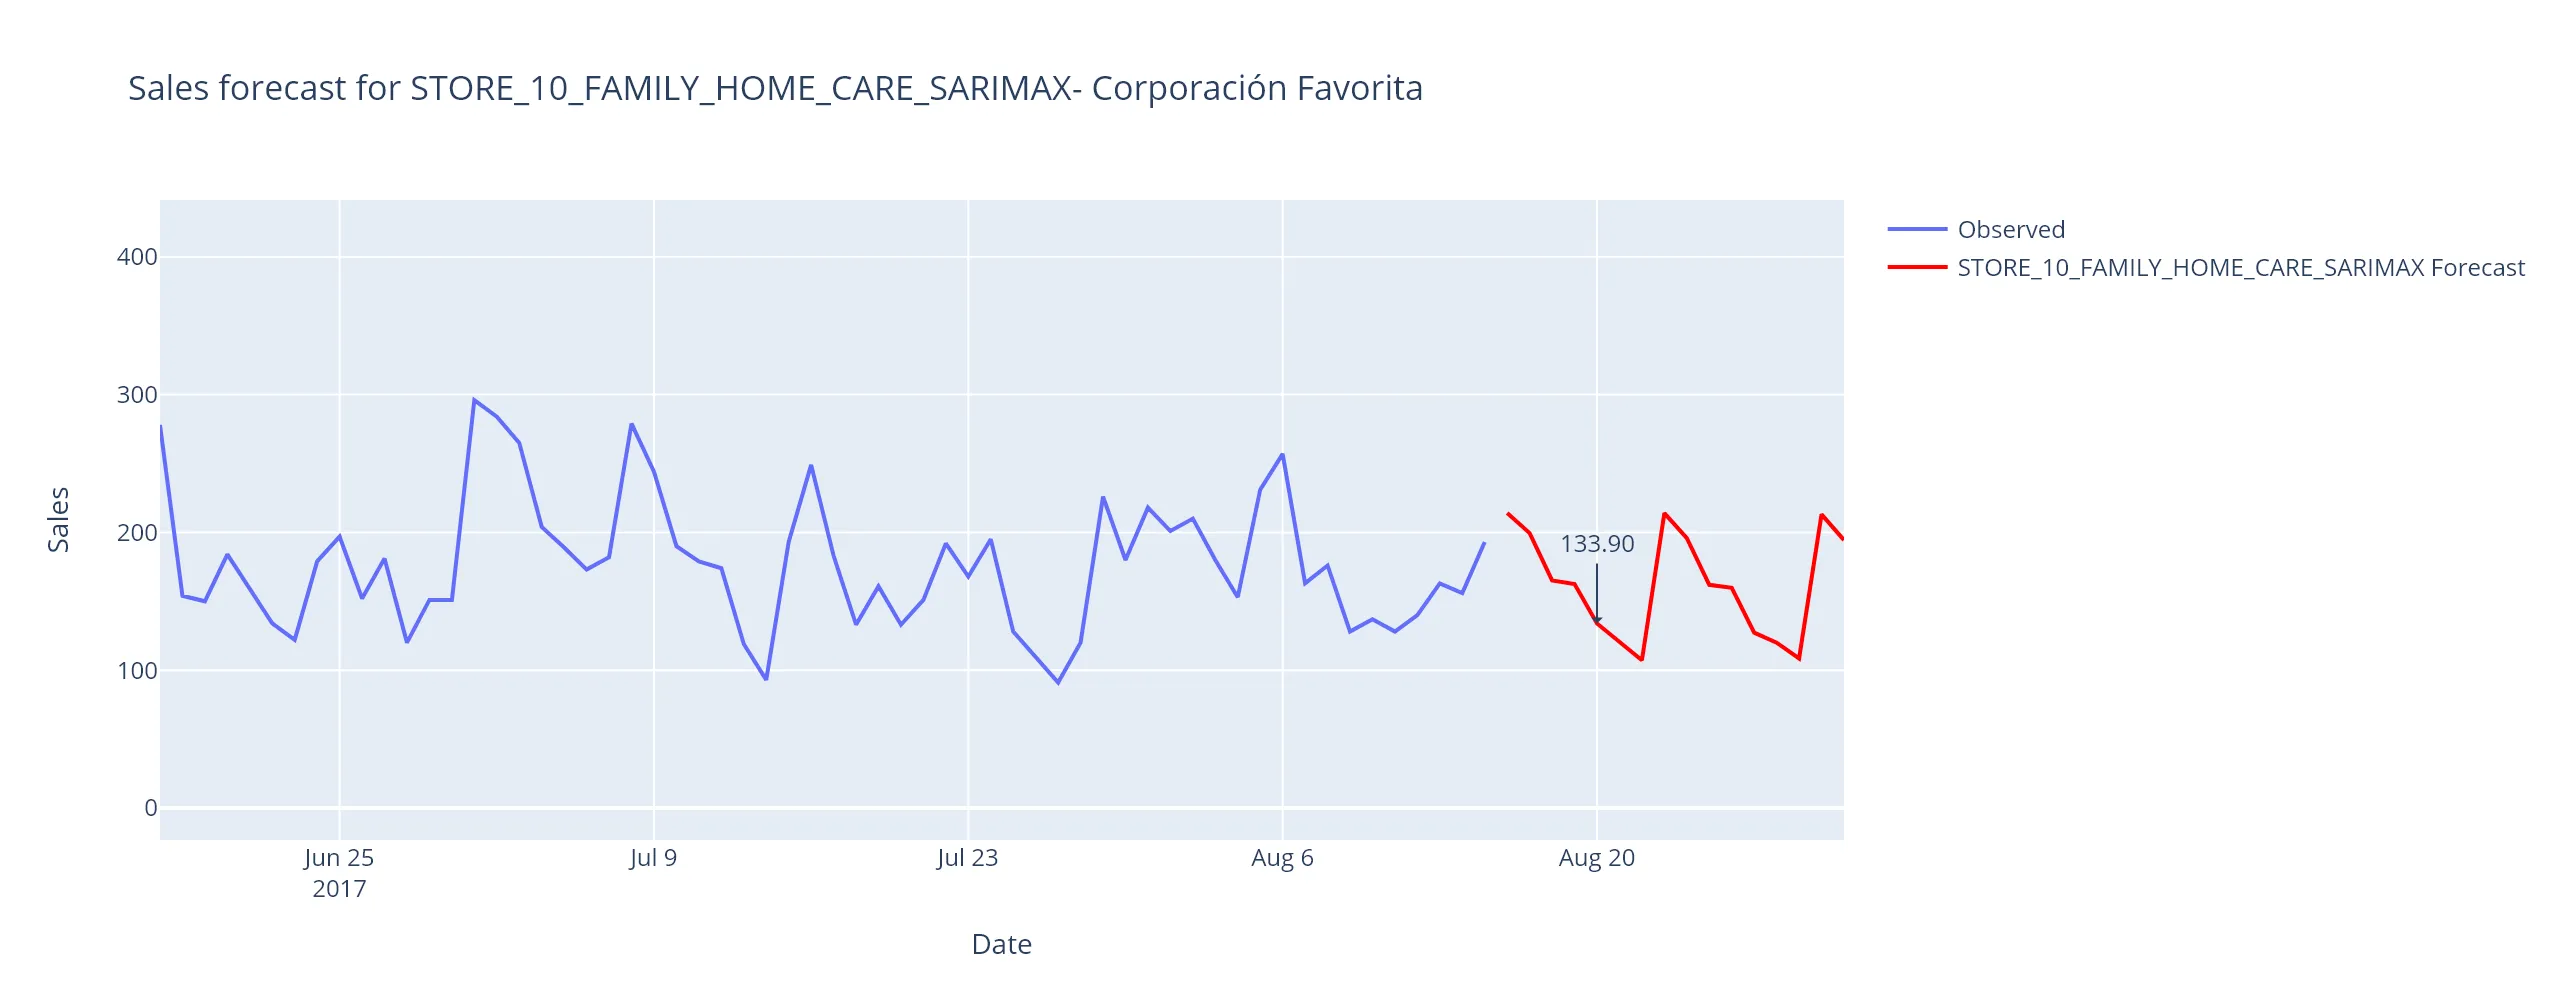 Sales forecast for STORE_10_FAMILY_HOME_CARE_SARIMAX- Corporación Favorita
Observed
STORE_10_FAMILY_HOME_CARE_SARIMAX Forecast
400
300
200
100
0
Sales
133.90
Jun 25
2017
Jul 9
Jul 23
Aug 6
Aug 20
Date